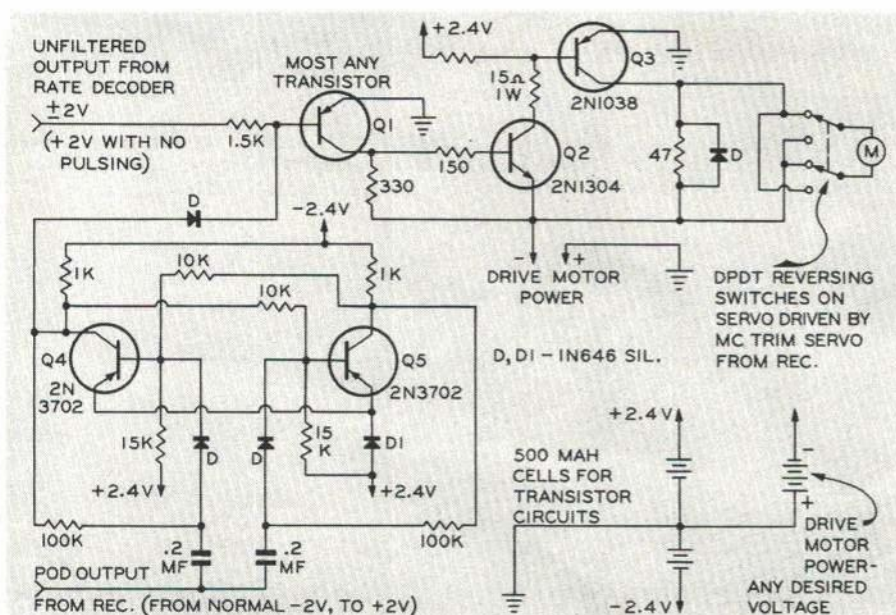 UNFILTERED
OUTPUT FROM
RATE DECODER
±2V
(+2V WITH NO
PULSING)
1.5K
MOST ANY
TRANSISTOR
Q1
+2.4V
15Ω
1W
Q3
2N1038
150
Q2
2N1304
330
47
D
M
D
-2.4V
- +
DRIVE MOTOR
POWER
DPDT REVERSING
SWITCHES ON
SERVO DRIVEN BY
MC TRIM SERVO
FROM REC.
1K
10K
10K
1K
Q4
2N
3702
Q5
2N3702
D, D1 - IN646 SIL.
15K
D
D
15
K
D1
+2.4V
+2.4V
100K
.2
MF
.2
MF
100K
POD OUTPUT
FROM REC. (FROM NORMAL -2V, TO +2V)
500 MAH
CELLS FOR
TRANSISTOR
CIRCUITS
+2.4V
-2.4V
-
+
DRIVE
MOTOR
POWER-
ANY DESIRED
VOLTAGE